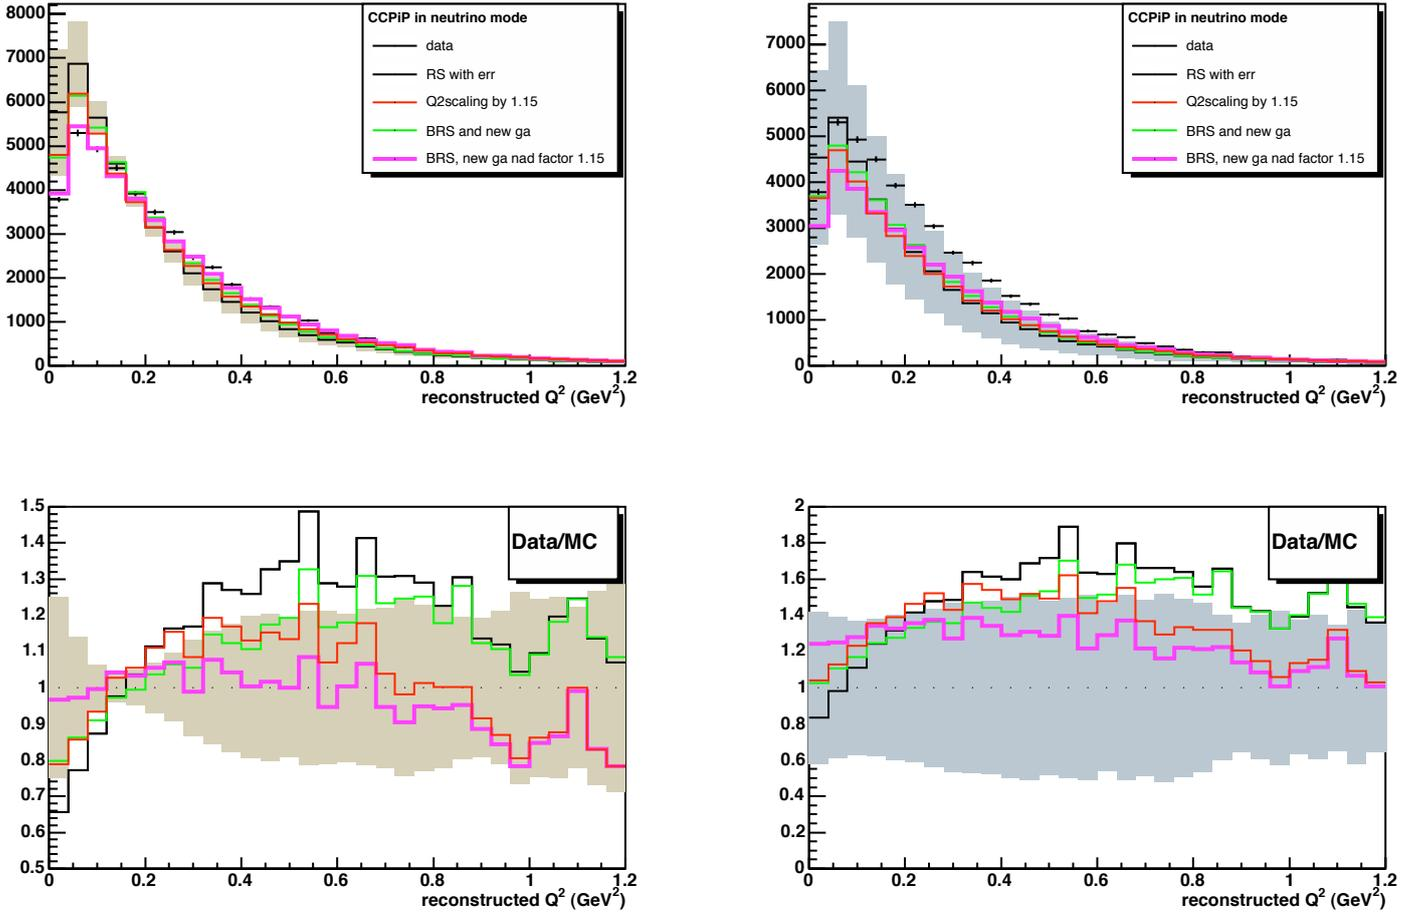 8000
7000
6000
5000
4000
3000
2000
1000
0
0 0.2 0.4 0.6 0.8 1 1.2
reconstructed Q² (GeV²)
CCPiP in neutrino mode
data
RS with err
Q2scaling by 1.15
BRS and new ga
BRS, new ga nad factor 1.15
7000
6000
5000
4000
3000
2000
1000
0
0 0.2 0.4 0.6 0.8 1 1.2
reconstructed Q² (GeV²)
CCPiP in neutrino mode
data
RS with err
Q2scaling by 1.15
BRS and new ga
BRS, new ga nad factor 1.15
1.5
1.4
1.3
1.2
1.1
1
0.9
0.8
0.7
0.6
0.5
0 0.2 0.4 0.6 0.8 1 1.2
reconstructed Q² (GeV²)
Data/MC
2
1.8
1.6
1.4
1.2
1
0.8
0.6
0.4
0.2
0
0 0.2 0.4 0.6 0.8 1 1.2
reconstructed Q² (GeV²)
Data/MC